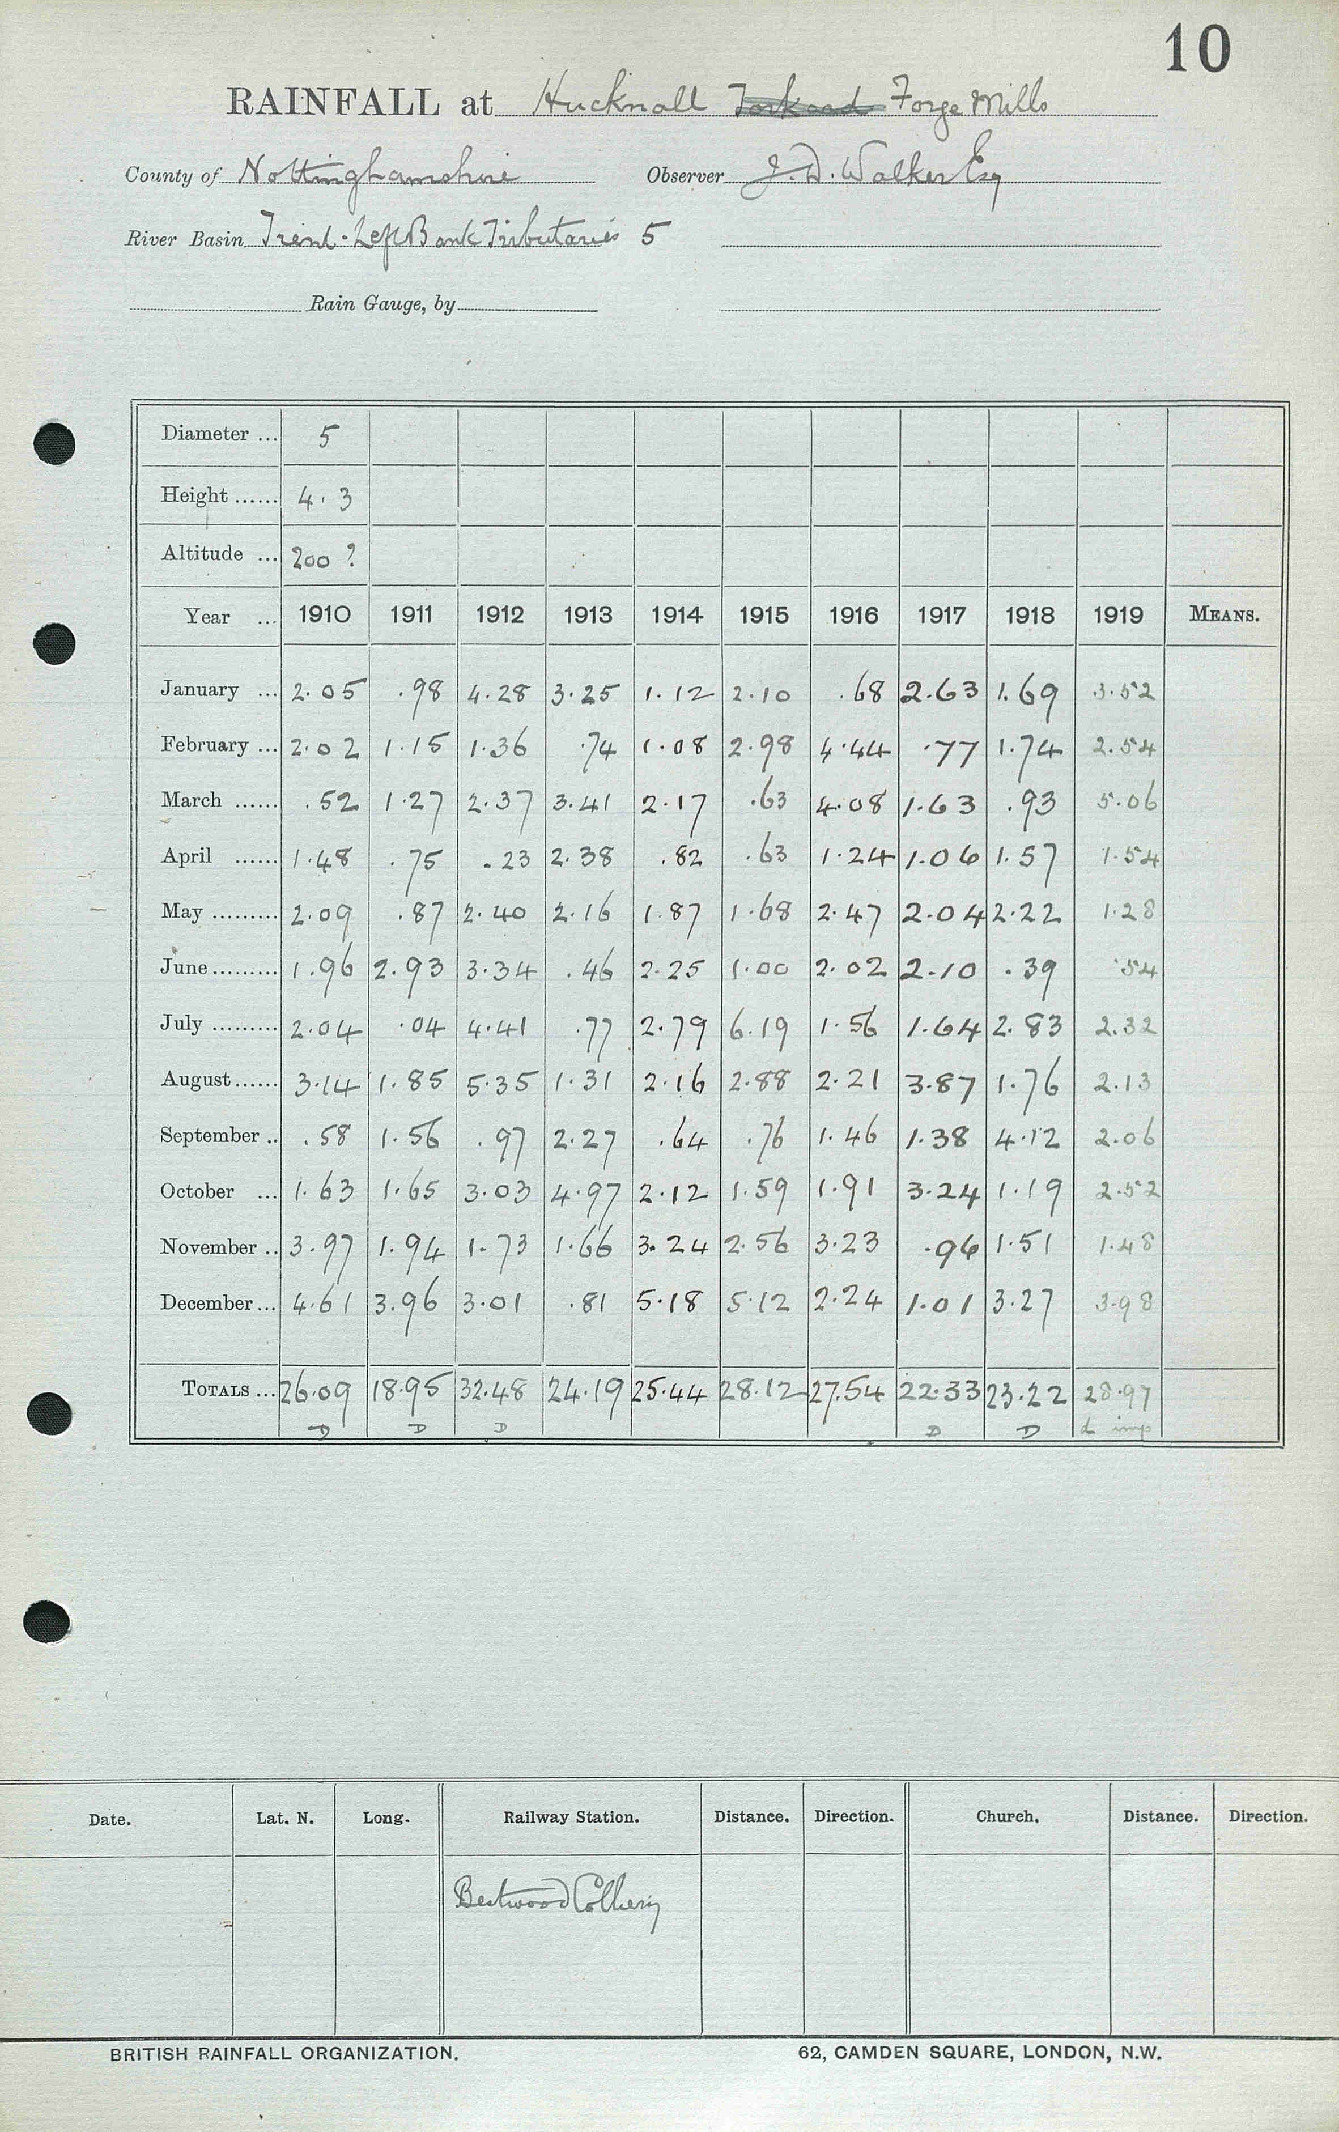 10
RAINFALL at Hucknall Torkard Forge Mills
County of Nottinghamshire Observer J. D. Walker Esq
River Basin Trent. Left Bank Tributaries 5
Rain Gauge, by
Diameter ... 5
Height ...... 4.3
Altitude ... 200 ?
Year ... 1910 1911 1912 1913 1914 1915 1916 1917 1918 1919 MEANS.
January ... 2.05 .98 4.28 3.25 1.12 2.10 .68 2.63 1.69 3.52
February ... 2.02 1.15 1.36 .74 1.08 2.98 4.44 .77 1.74 2.54
March ...... .52 1.27 2.37 3.41 2.17 .63 4.08 1.63 .93 5.06
April ...... 1.48 .75 .23 2.38 .82 .63 1.24 1.06 1.57 1.54
May ......... 2.09 .87 2.40 2.16 1.87 1.68 2.47 2.04 2.22 1.28
June ......... 1.96 2.93 3.34 .46 2.25 1.00 2.02 2.10 .39 .54
July ......... 2.04 .04 4.41 .77 2.79 6.19 1.56 1.64 2.83 2.32
August ...... 3.14 1.85 5.35 1.31 2.16 2.88 2.21 3.87 1.76 2.13
September .. .58 1.56 .97 2.27 .64 .76 1.46 1.38 4.12 2.06
October ... 1.63 1.65 3.03 4.97 2.12 1.59 1.91 3.24 1.19 2.52
November .. 3.97 1.94 1.73 1.66 3.24 2.56 3.23 .96 1.51 1.48
December ... 4.61 3.96 3.01 .81 5.18 5.12 2.24 1.01 3.27 3.98
TOTALS ... 26.09 18.95 32.48 24.19 25.44 28.12 27.54 22.33 23.22 28.97
D D D D D d imp
Date. Lat. N. Long. Railway Station. Distance. Direction. Church. Distance. Direction.
Bestwood Colliery
BRITISH RAINFALL ORGANIZATION. 62, CAMDEN SQUARE, LONDON, N.W.